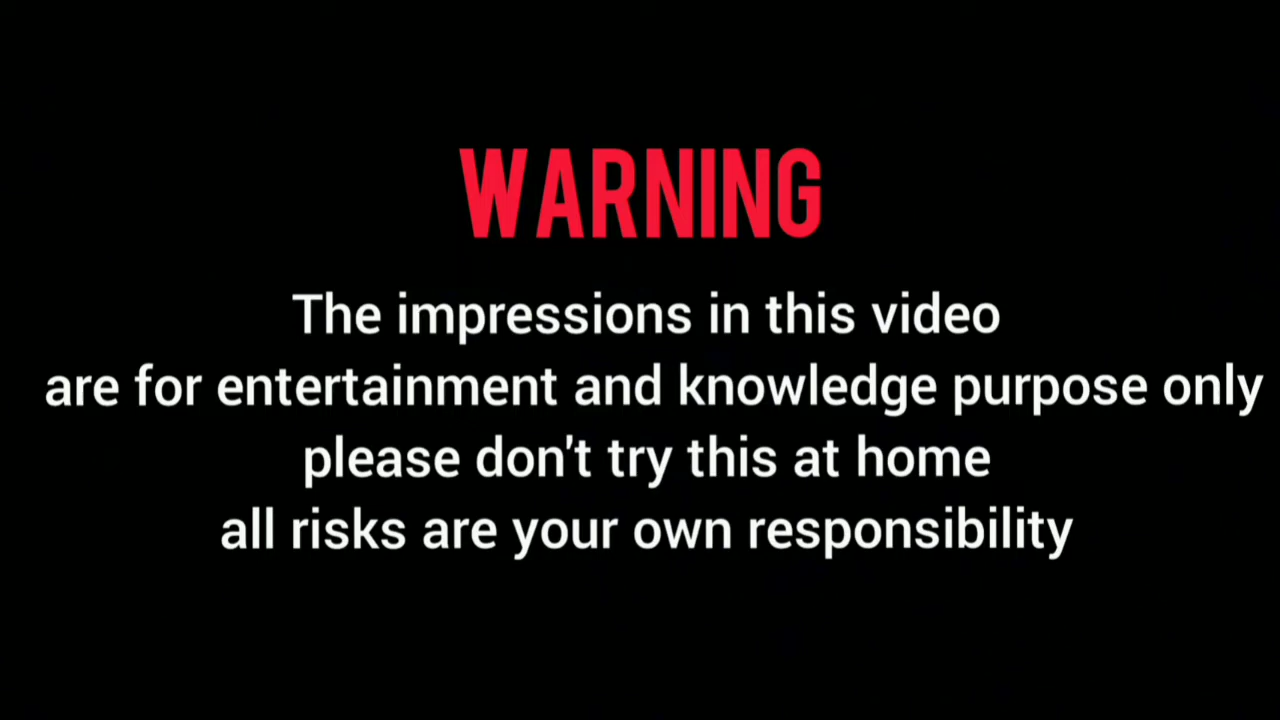 WARNING
The impressions in this video
are for entertainment and knowledge purpose only
please don't try this at home
all risks are your own responsibility